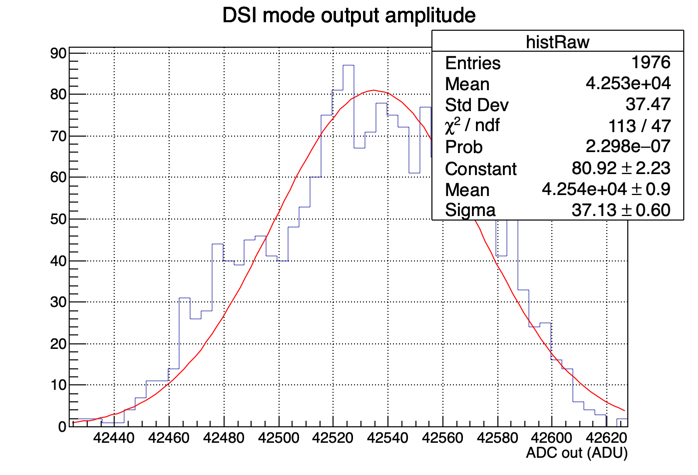 DSI mode output amplitude
histRaw
Entries 1976
Mean 4.253e+04
Std Dev 37.47
χ² / ndf 113 / 47
Prob 2.298e−07
Constant 80.92 ± 2.23
Mean 4.254e+04 ± 0.9
Sigma 37.13 ± 0.60
90
80
70
60
50
40
30
20
10
0
42440 42460 42480 42500 42520 42540 42560 42580 42600 42620
ADC out (ADU)